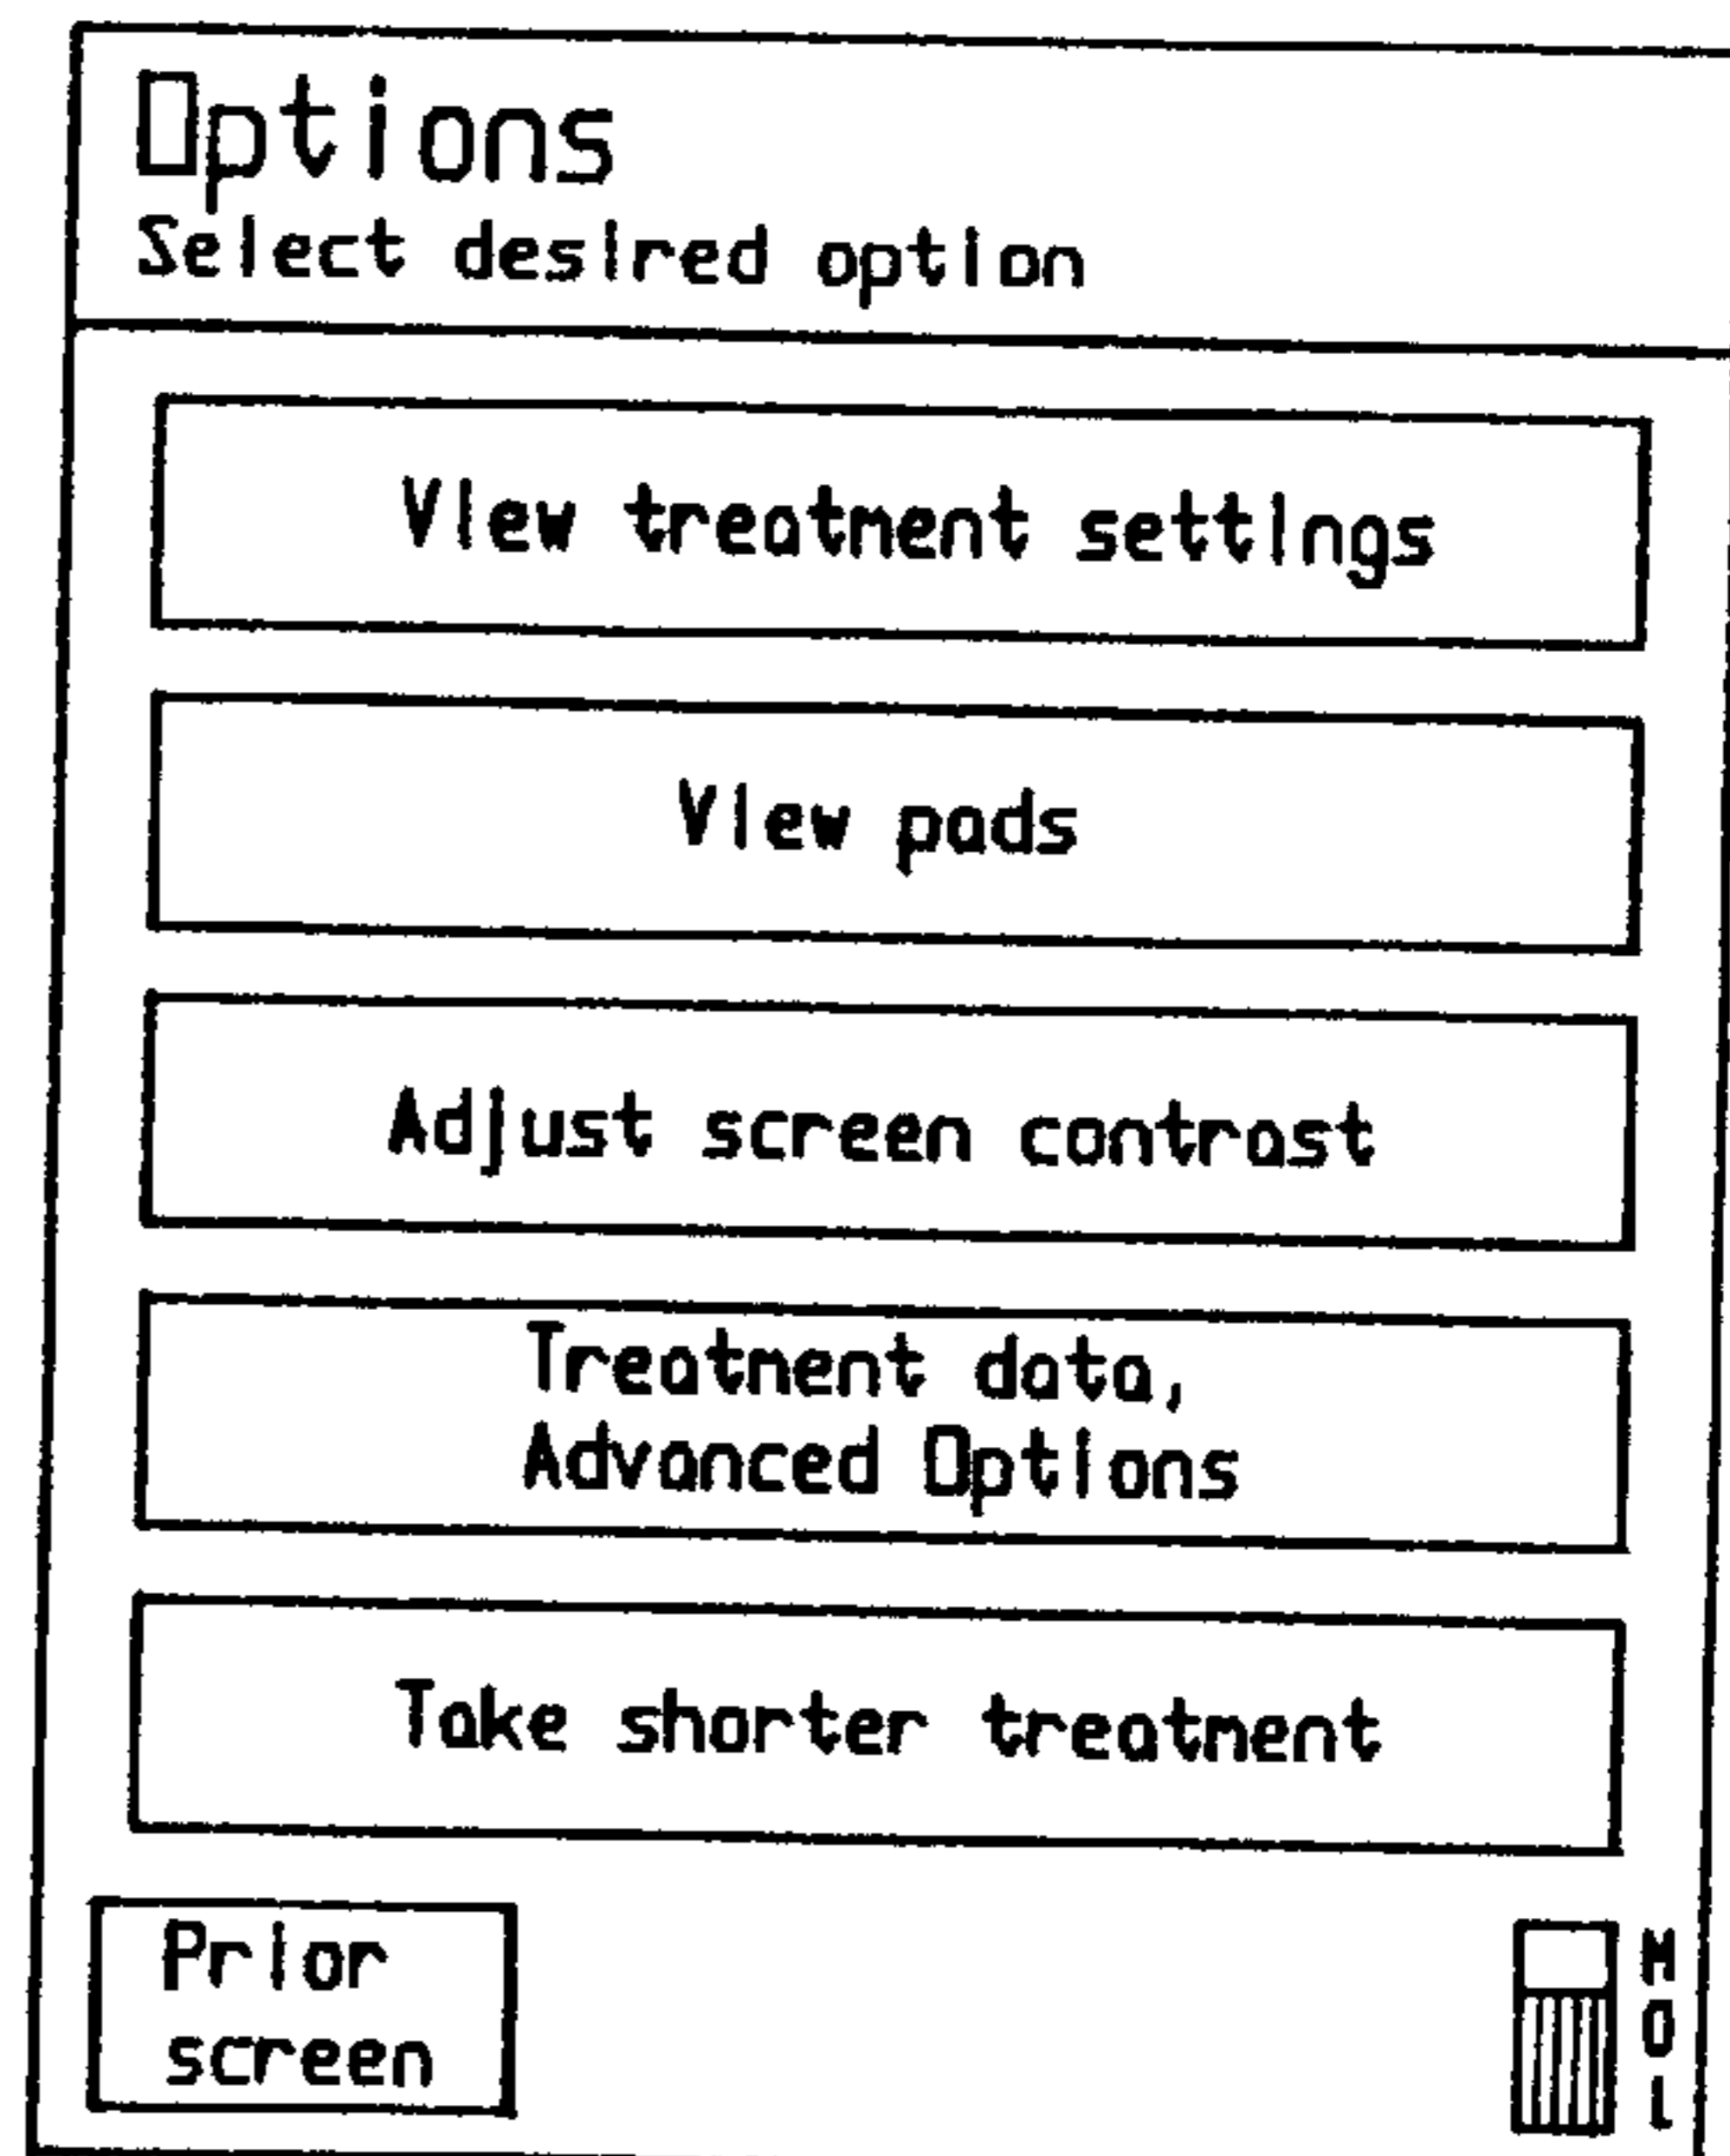 Options
Select desired option
View treatment settings
View pads
Adjust screen contrast
Treatment data,
Advanced Options
Take shorter treatment
Prior
screen
M
O
L